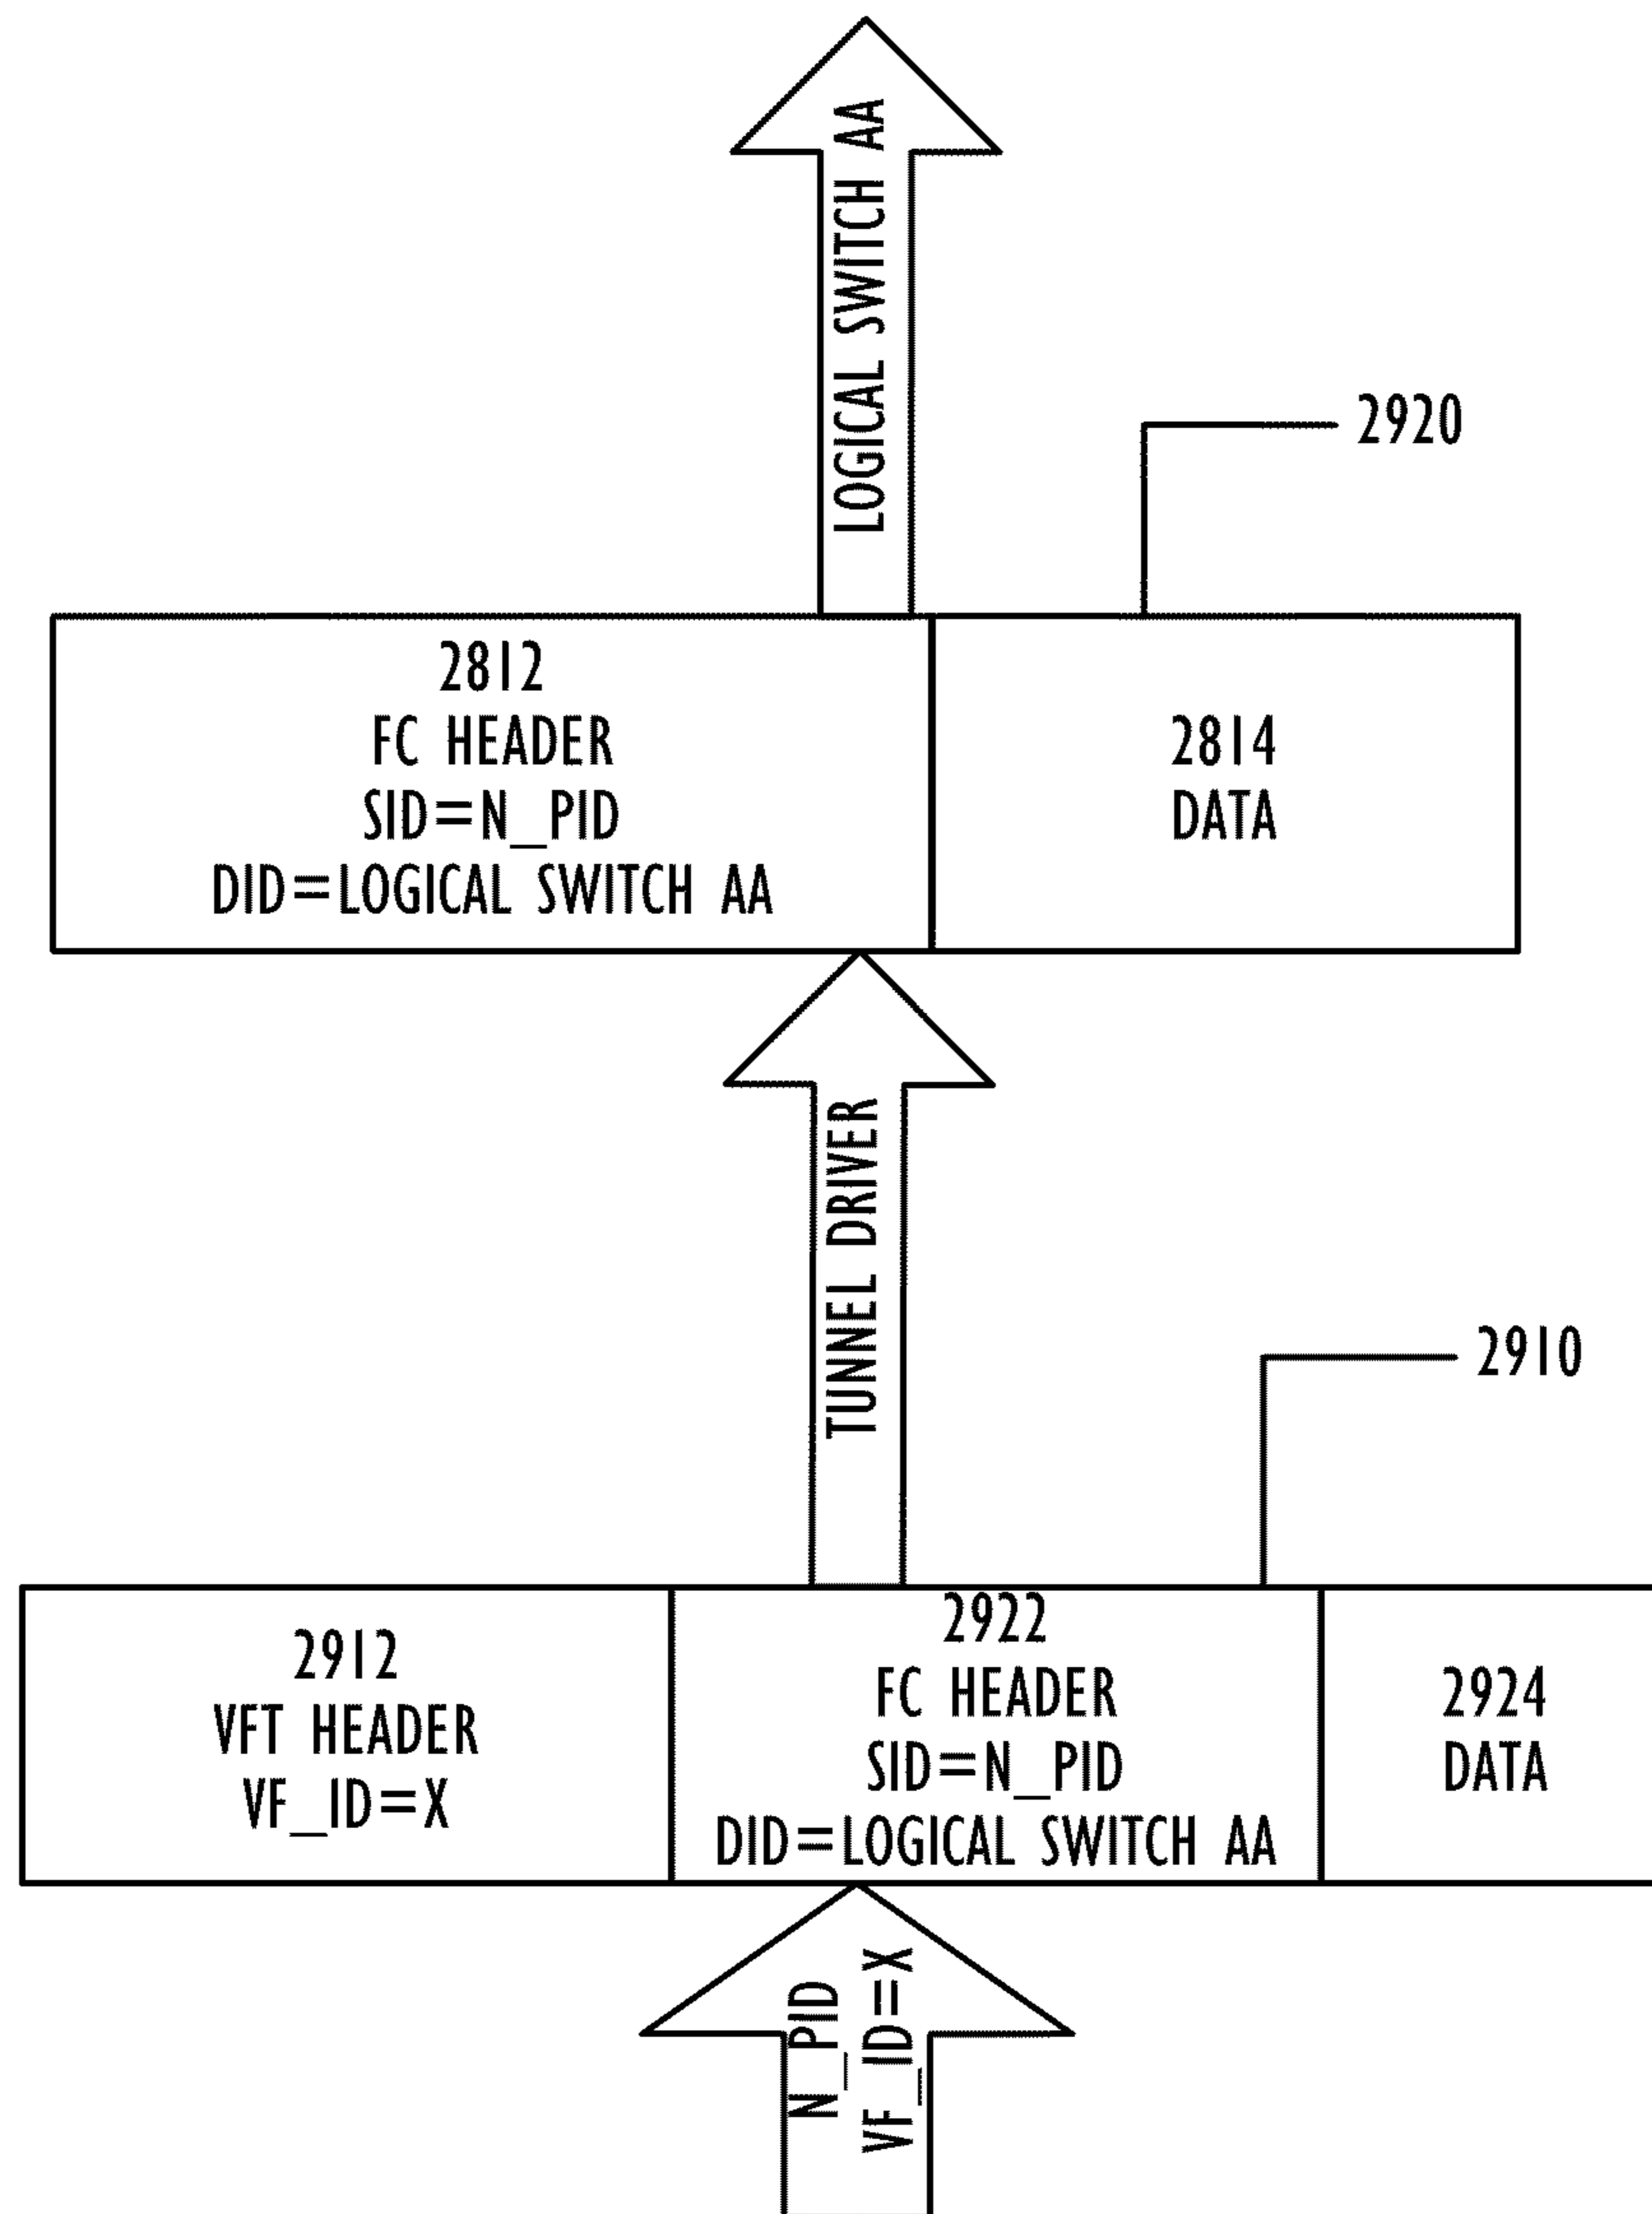 LOGICAL SWITCH AA
2920
2812
FC HEADER
SID=N_PID
DID=LOGICAL SWITCH AA
2814
DATA
TUNNEL DRIVER
2910
2912
VFT HEADER
VF_ID=X
2922
FC HEADER
SID=N_PID
DID=LOGICAL SWITCH AA
2924
DATA
N_PID
VF_ID=X